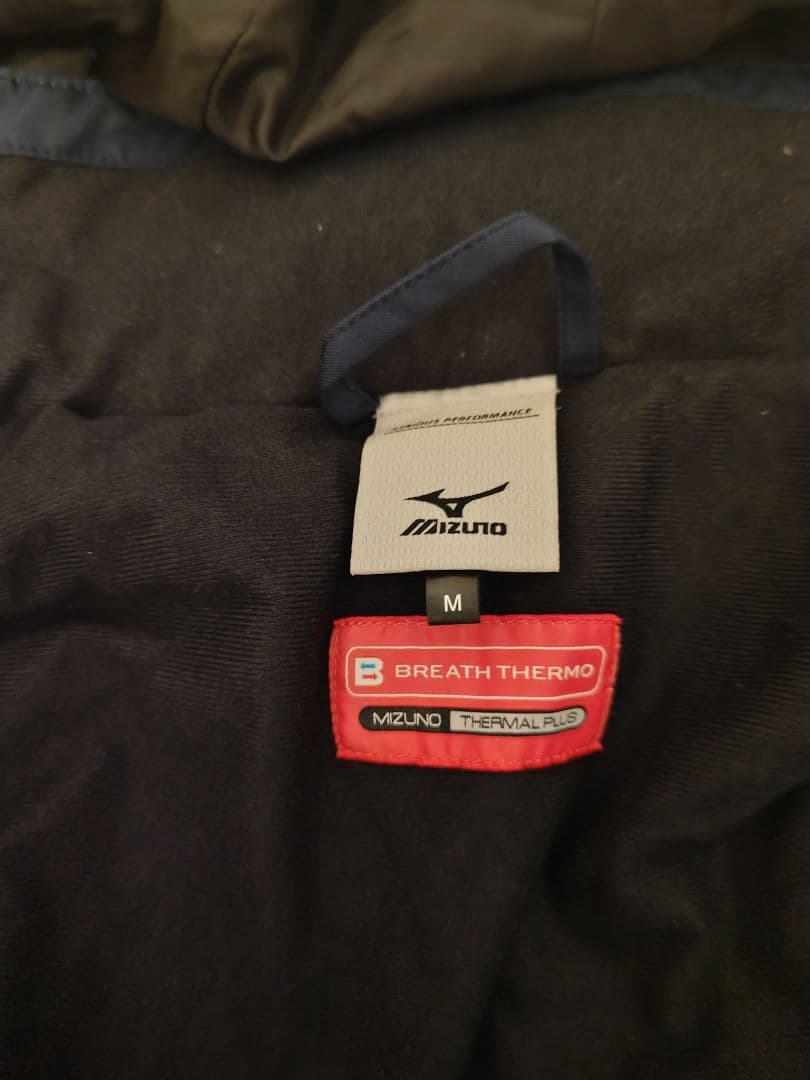 SERIOUS PERFORMANCE
MIZUNO
M
B BREATH THERMO
MIZUNO THERMAL PLUS